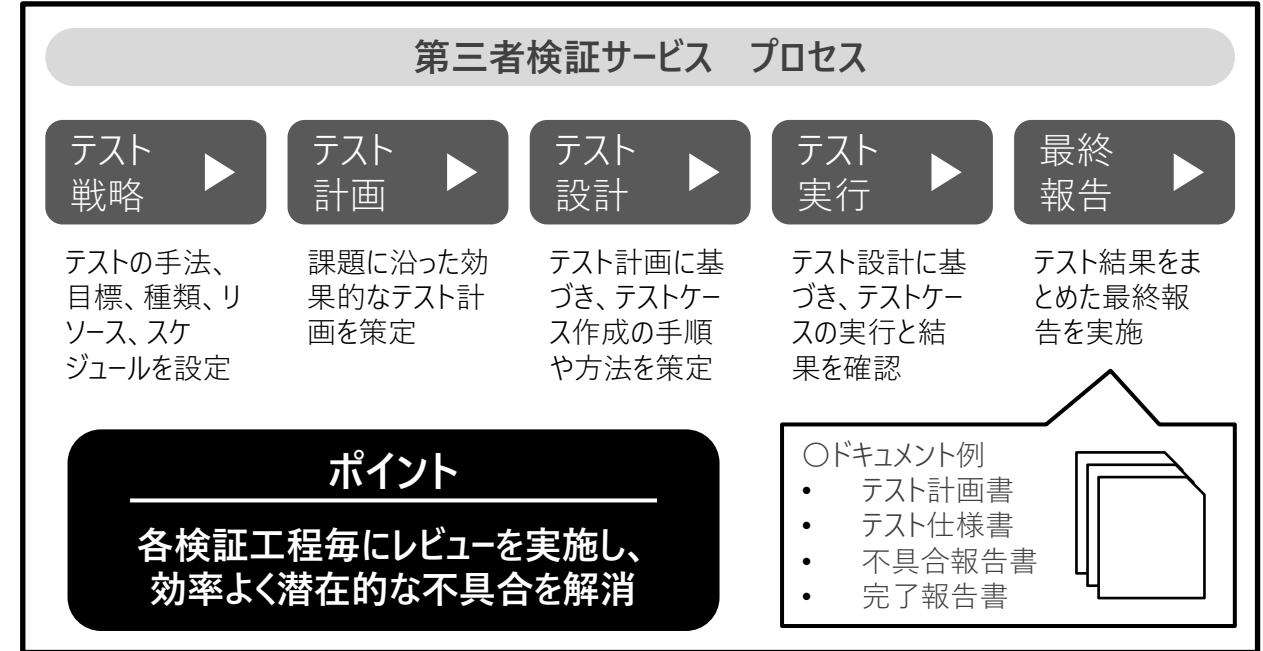 第三者検証サービス　プロセス
テスト
戦略
テスト
計画
テスト
設計
テスト
実行
最終
報告
テストの手法、
目標、種類、リ
ソース、スケ
ジュールを設定
課題に沿った効
果的なテスト計
画を策定
テスト計画に基
づき、テストケー
ス作成の手順
や方法を策定
テスト設計に基
づき、テストケー
スの実行と結
果を確認
テスト結果をま
とめた最終報
告を実施
ポイント
各検証工程毎にレビューを実施し、
効率よく潜在的な不具合を解消
〇ドキュメント例
• テスト計画書
• テスト仕様書
• 不具合報告書
• 完了報告書